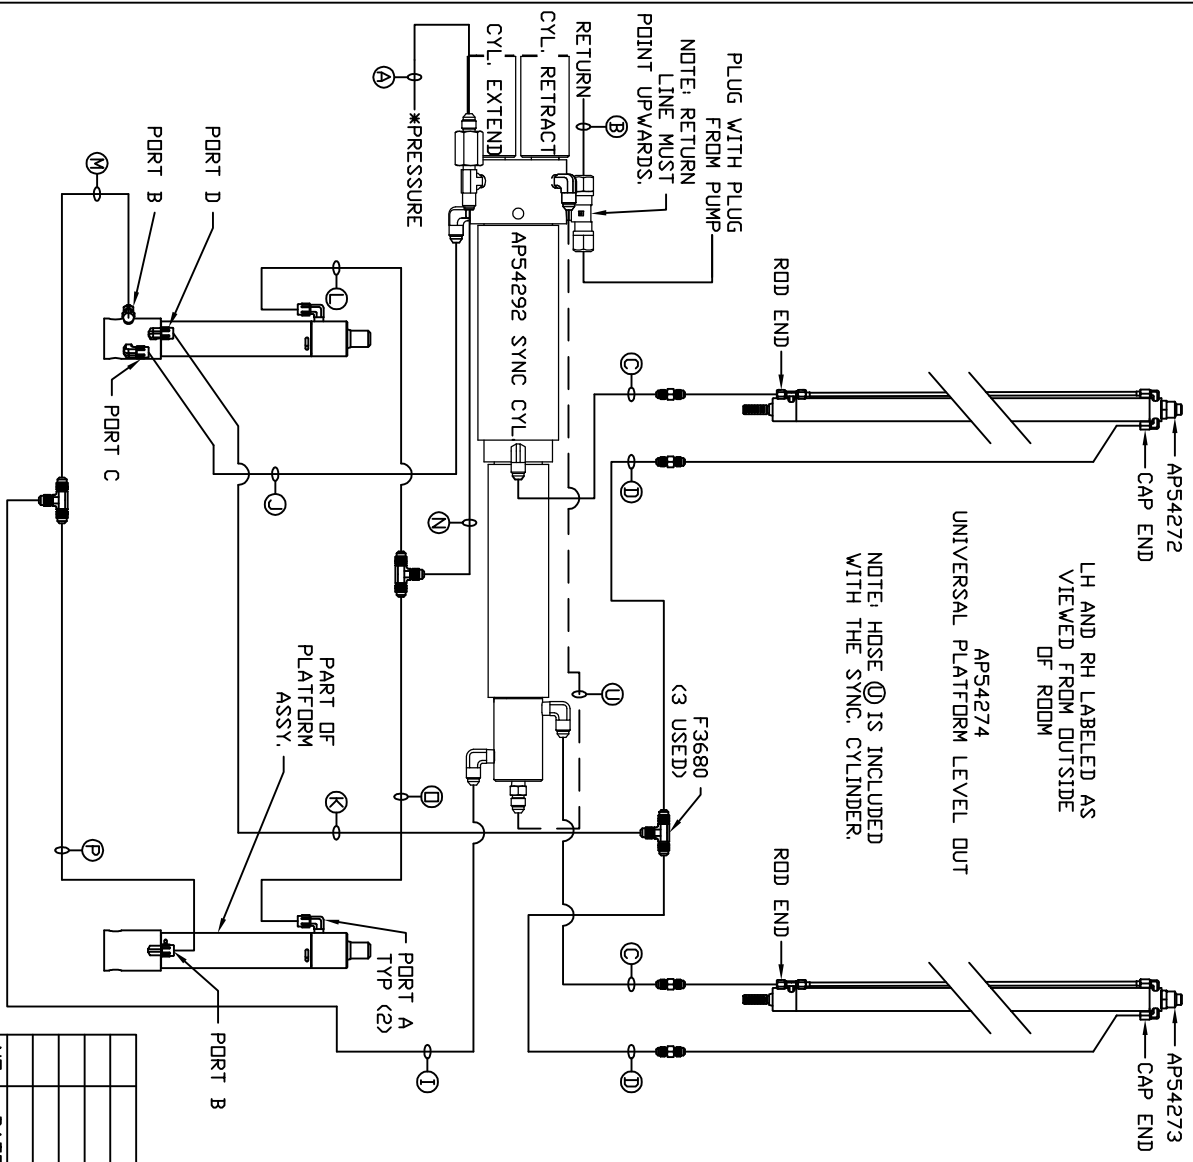 AP54272
CAP END
ROD END
AP54273
CAP END
ROD END
LH AND RH LABELED AS
VIEWED FROM OUTSIDE
OF ROOM
AP54274
UNIVERSAL PLATFORM LEVEL OUT
NOTE: HOSE U IS INCLUDED
WITH THE SYNC. CYLINDER.
PLUG WITH PLUG
FROM PUMP
NOTE: RETURN
LINE MUST
POINT UPWARDS.
RETURN
B
CYL. RETRACT
CYL. EXTEND
A
*PRESSURE
AP54292 SYNC CYL.
C
D
C
D
U
F3680
(3 USED)
N
J
L
O
K
M
P
I
PORT D
PORT B
PORT C
PART OF
PLATFORM
ASSY.
PORT A
TYP (2)
PORT B